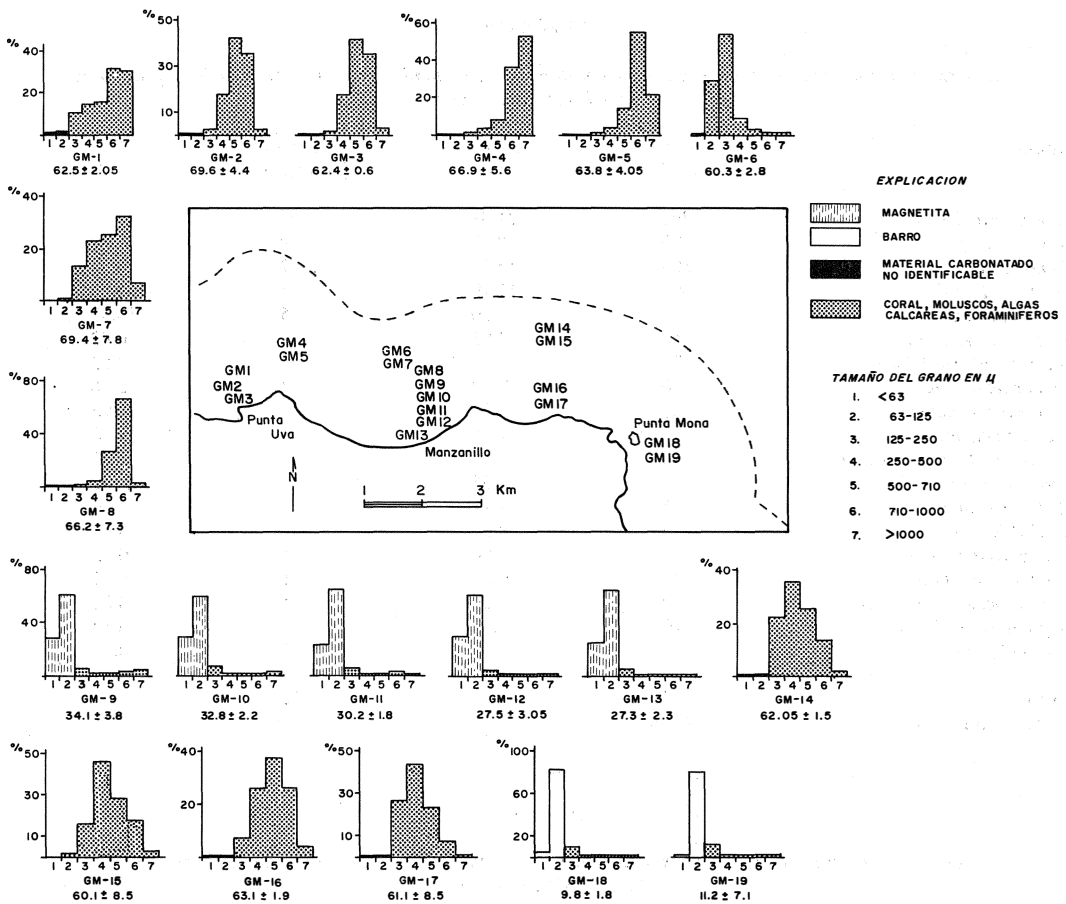 %
40
20
1 2 3 4 5 6 7
GM-1
62.5 ± 2.05
% 50
30
10
1 2 3 4 5 6 7
GM-2
69.6 ± 4.4
1 2 3 4 5 6 7
GM-3
62.4 ± 0.6
% 60
40
20
1 2 3 4 5 6 7
GM-4
66.9 ± 5.6
1 2 3 4 5 6 7
GM-5
63.8 ± 4.05
1 2 3 4 5 6 7
GM-6
60.3 ± 2.8
%
40
20
1 2 3 4 5 6 7
GM-7
69.4 ± 7.8
% 80
40
1 2 3 4 5 6 7
GM-8
66.2 ± 7.3
GM1
GM2
GM3
GM4
GM5
GM6
GM7
GM8
GM9
GM10
GM11
GM12
GM13
GM14
GM15
GM16
GM17
GM18
GM19
Punta
Uva
Manzanillo
Punta Mona
N
1 2 3 Km
EXPLICACION
MAGNETITA
BARRO
MATERIAL CARBONATADO
NO IDENTIFICABLE
CORAL, MOLUSCOS, ALGAS
CALCAREAS, FORAMINIFEROS
TAMAÑO DEL GRANO EN µ
1. <63
2. 63-125
3. 125-250
4. 250-500
5. 500-710
6. 710-1000
7. >1000
% 80
40
1 2 3 4 5 6 7
GM-9
34.1 ± 3.8
1 2 3 4 5 6 7
GM-10
32.8 ± 2.2
1 2 3 4 5 6 7
GM-11
30.2 ± 1.8
1 2 3 4 5 6 7
GM-12
27.5 ± 3.05
1 2 3 4 5 6 7
GM-13
27.3 ± 2.3
% 40
20
1 2 3 4 5 6 7
GM-14
62.05 ± 1.5
% 50
30
10
1 2 3 4 5 6 7
GM-15
60.1 ± 8.5
% 40
20
1 2 3 4 5 6 7
GM-16
63.1 ± 1.9
% 50
30
10
1 2 3 4 5 6 7
GM-17
61.1 ± 8.5
% 100
60
20
1 2 3 4 5 6 7
GM-18
9.8 ± 1.8
1 2 3 4 5 6 7
GM-19
11.2 ± 7.1